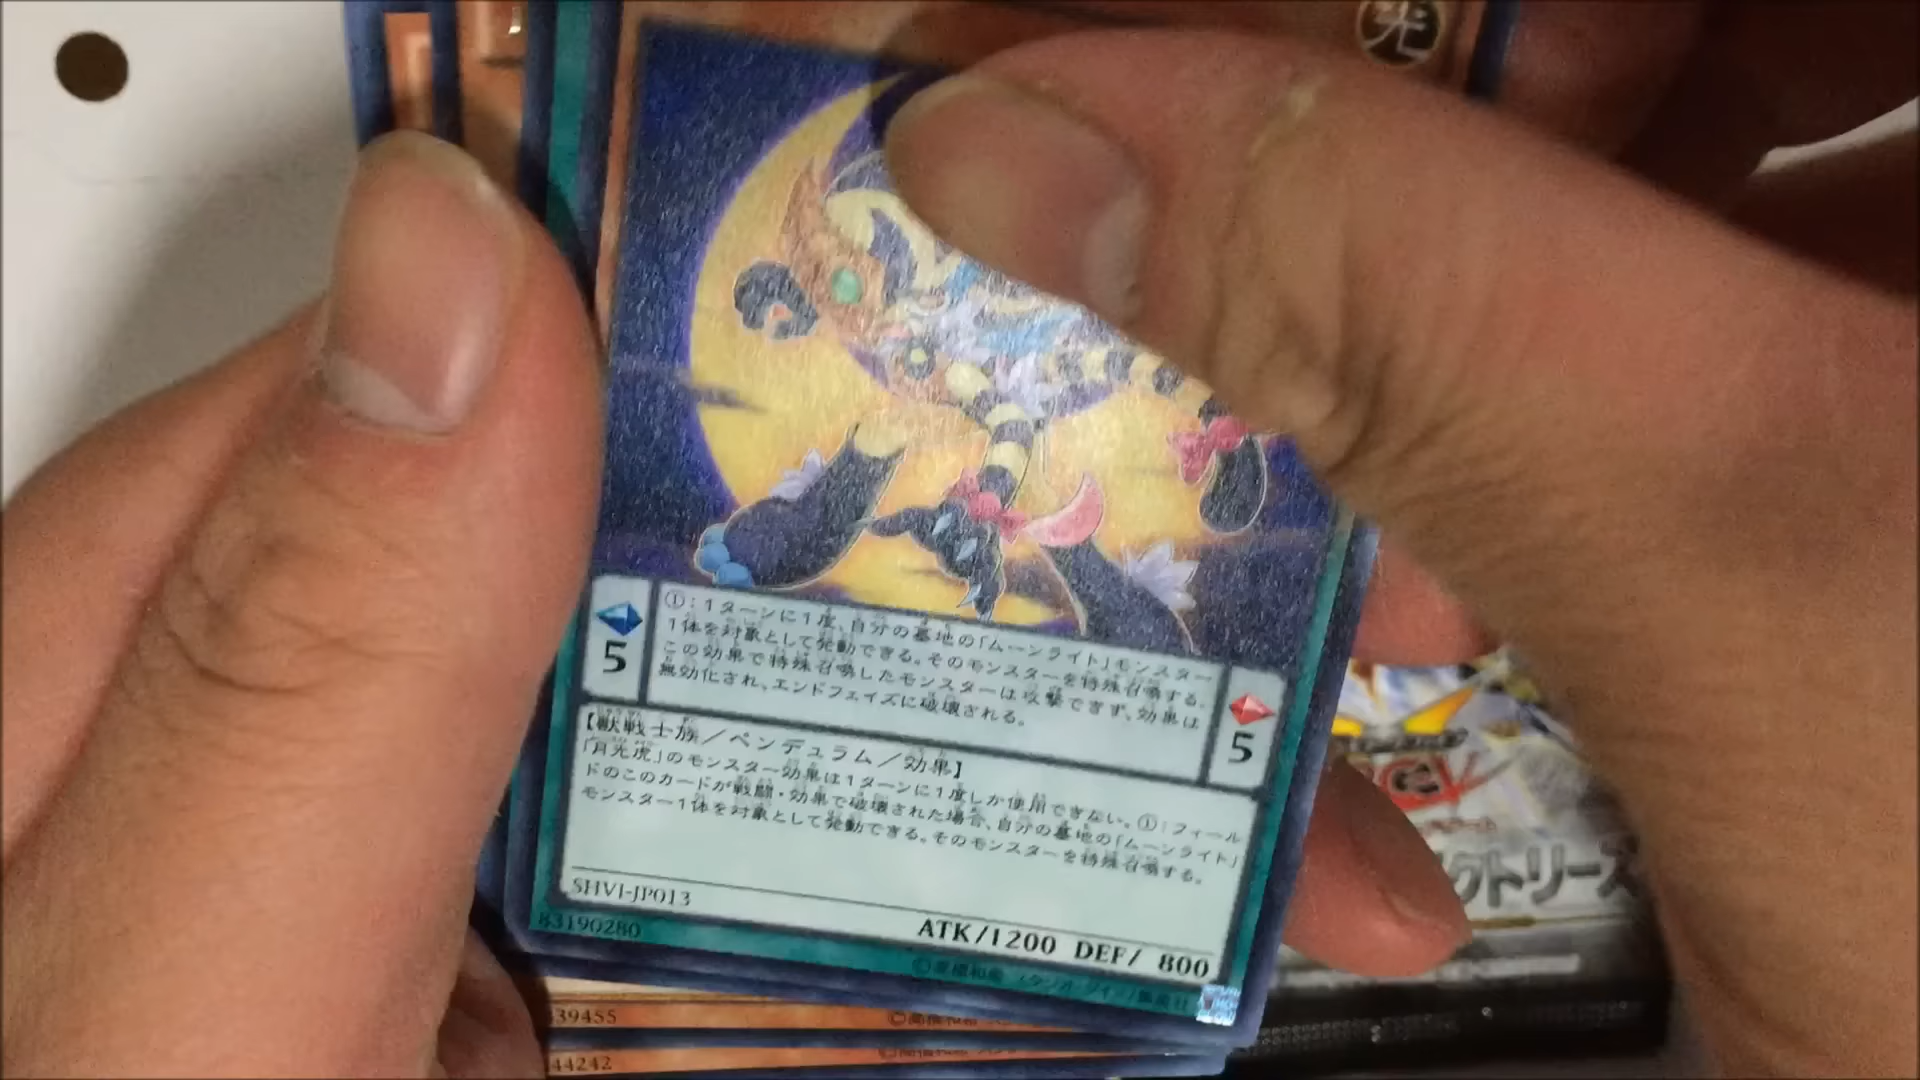 光
①：1ターンに1度、自分の墓地の「ムーンライト」モンスター
1体を対象として発動できる。そのモンスターを特殊召喚する。
この効果で特殊召喚したモンスターは攻撃できず、効果は
無効化され、エンドフェイズに破壊される。
5
5
【獣戦士族／ペンデュラム／効果】
「月光虎」のモンスター効果は1ターンに1度しか使用できない。①：フィール
ドのこのカードが戦闘・効果で破壊された場合、自分の墓地の「ムーンライト」
モンスター1体を対象として発動できる。そのモンスターを特殊召喚する。
SHVI-JP013
ATK/1200 DEF/ 800
83190280
39455
44242
クトリーズ